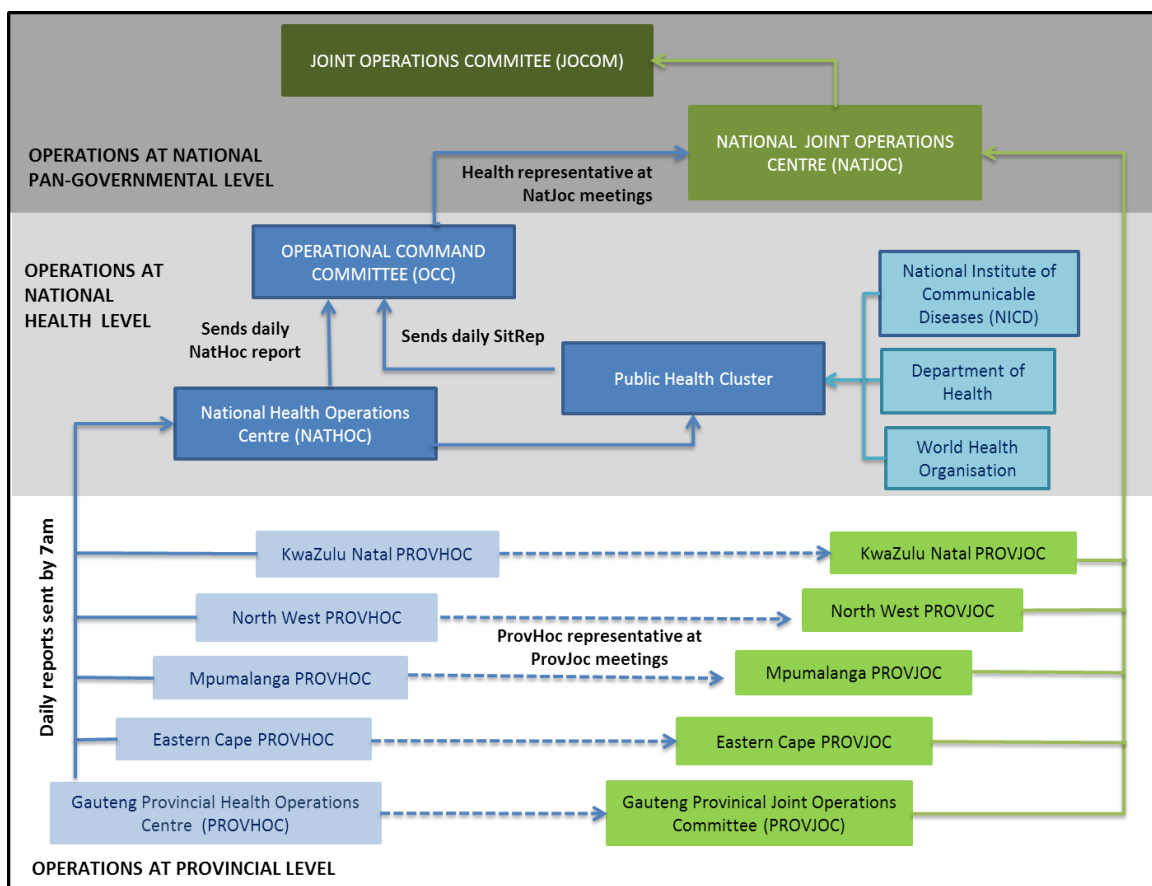 JOINT OPERATIONS COMMITEE (JOCOM)
NATIONAL JOINT OPERATIONS
CENTRE (NATJOC)
OPERATIONS AT NATIONAL
PAN-GOVERNMENTAL LEVEL
Health representative at
NatJoc meetings
OPERATIONAL COMMAND
COMMITTEE (OCC)
OPERATIONS AT
NATIONAL
HEALTH LEVEL
National Institute of
Communicable
Diseases (NICD)
Sends daily
NatHoc report
Sends daily SitRep
Public Health Cluster
Department of
Health
National Health Operations
Centre (NATHOC)
World Health
Organisation
Daily reports sent by 7am
KwaZulu Natal PROVHOC
KwaZulu Natal PROVJOC
North West PROVHOC
North West PROVJOC
ProvHoc representative at
ProvJoc meetings
Mpumalanga PROVHOC
Mpumalanga PROVJOC
Eastern Cape PROVHOC
Eastern Cape PROVJOC
Gauteng Provincial Health Operations
Centre (PROVHOC)
Gauteng Provinical Joint Operations
Committee (PROVJOC)
OPERATIONS AT PROVINCIAL LEVEL